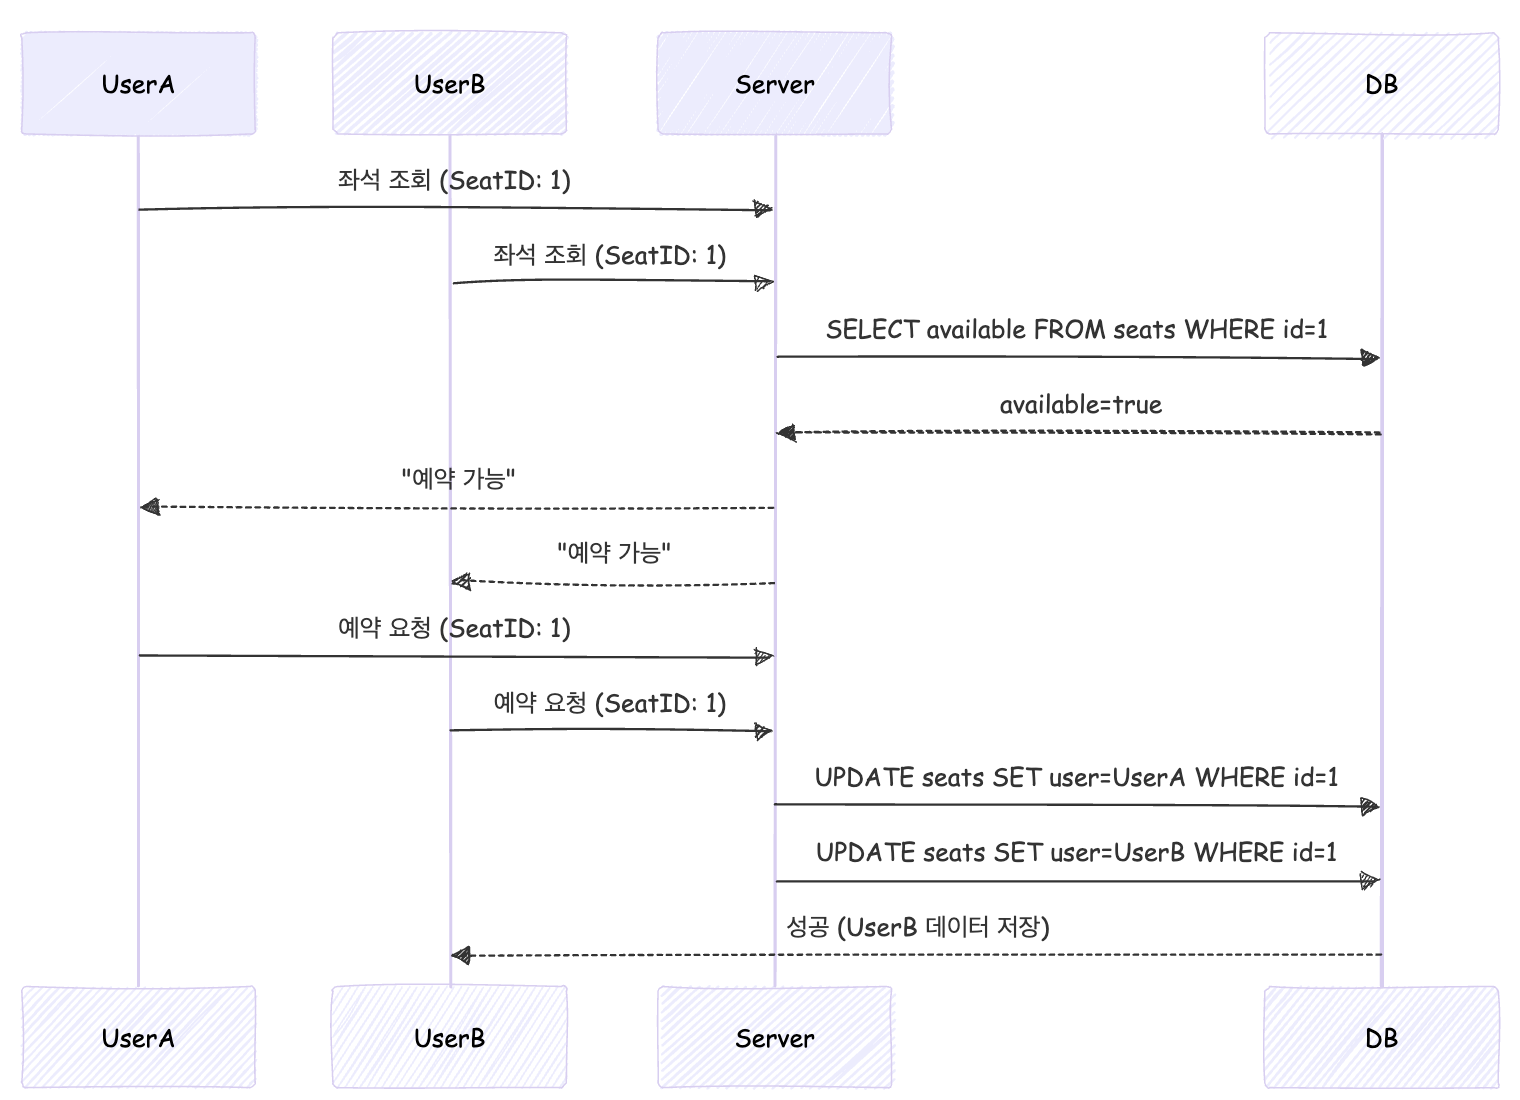 UserA
UserB
Server
DB
좌석 조회 (SeatID: 1)
좌석 조회 (SeatID: 1)
SELECT available FROM seats WHERE id=1
available=true
"예약 가능"
"예약 가능"
예약 요청 (SeatID: 1)
예약 요청 (SeatID: 1)
UPDATE seats SET user=UserA WHERE id=1
UPDATE seats SET user=UserB WHERE id=1
성공 (UserB 데이터 저장)
UserA
UserB
Server
DB